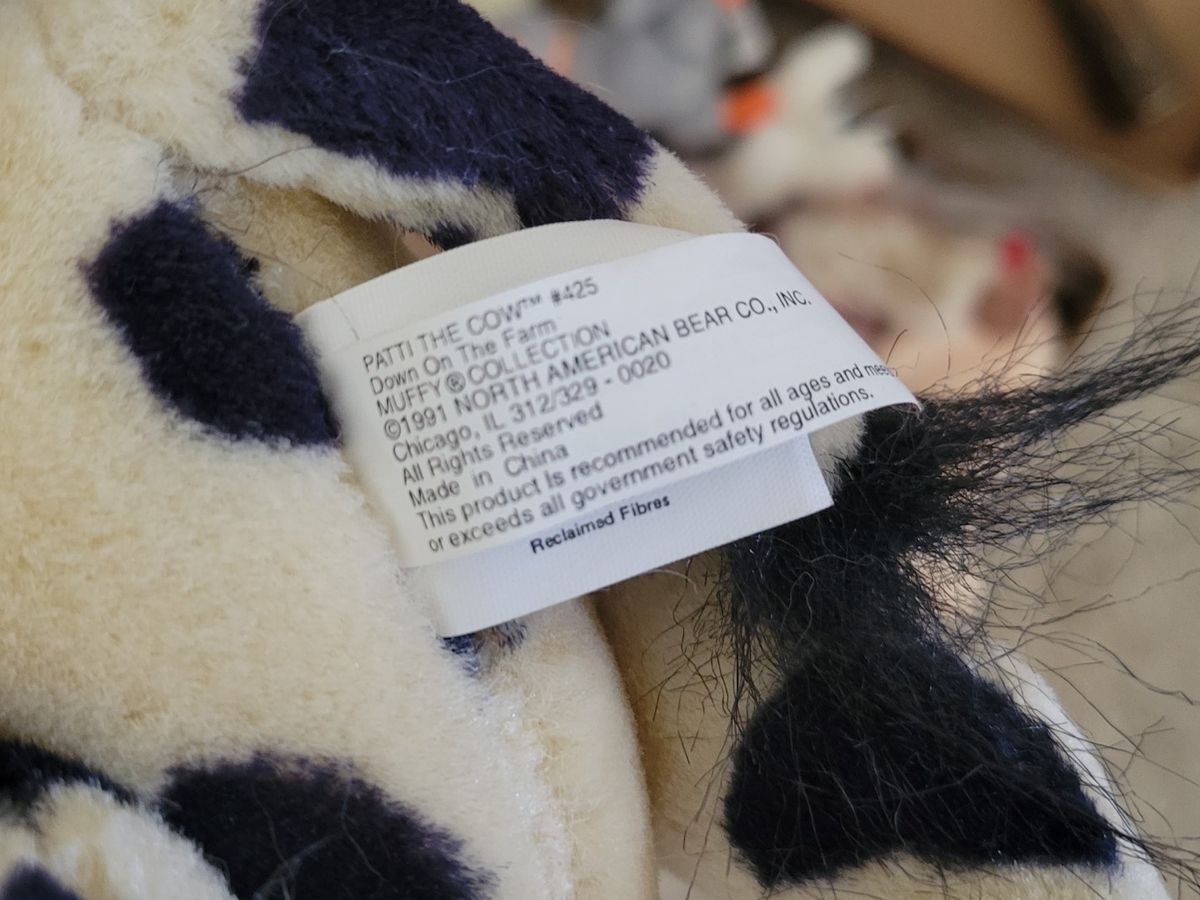 PATTI THE COW™ #425
Down On The Farm
MUFFY® COLLECTION
©1991 NORTH AMERICAN BEAR CO., INC.
Chicago, IL 312/329 - 0020
All Rights Reserved
Made in China
This product is recommended for all ages and meets
or exceeds all government safety regulations.
Reclaimed Fibres